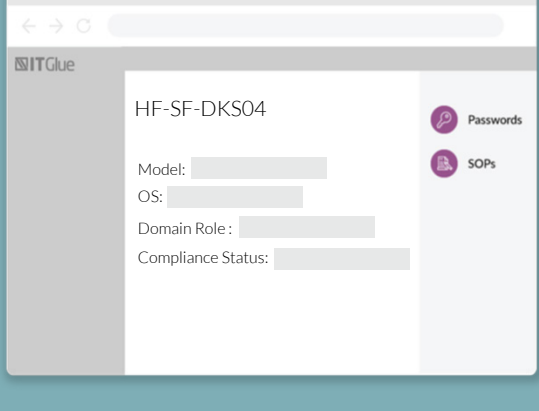 ITGlue
HF-SF-DKS04
Model:
OS:
Domain Role :
Compliance Status:
Passwords
SOPs